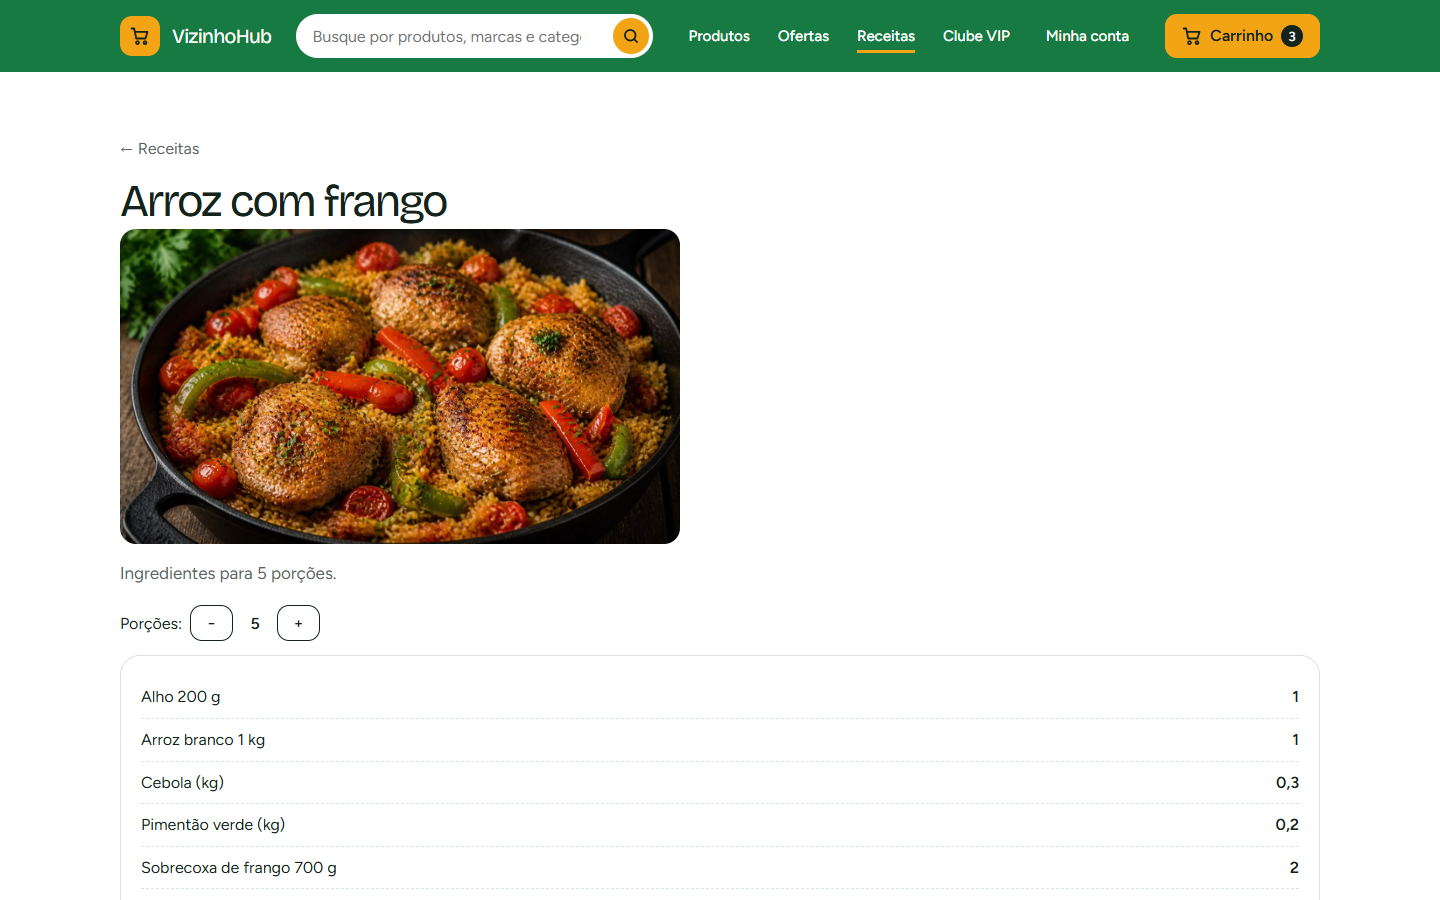 VizinhoHub
Busque por produtos, marcas e categ
Produtos
Ofertas
Receitas
Clube VIP
Minha conta
Carrinho 3
← Receitas
Arroz com frango
Ingredientes para 5 porções.
Porções: - 5 +
Alho 200 g 1
Arroz branco 1 kg 1
Cebola (kg) 0,3
Pimentão verde (kg) 0,2
Sobrecoxa de frango 700 g 2